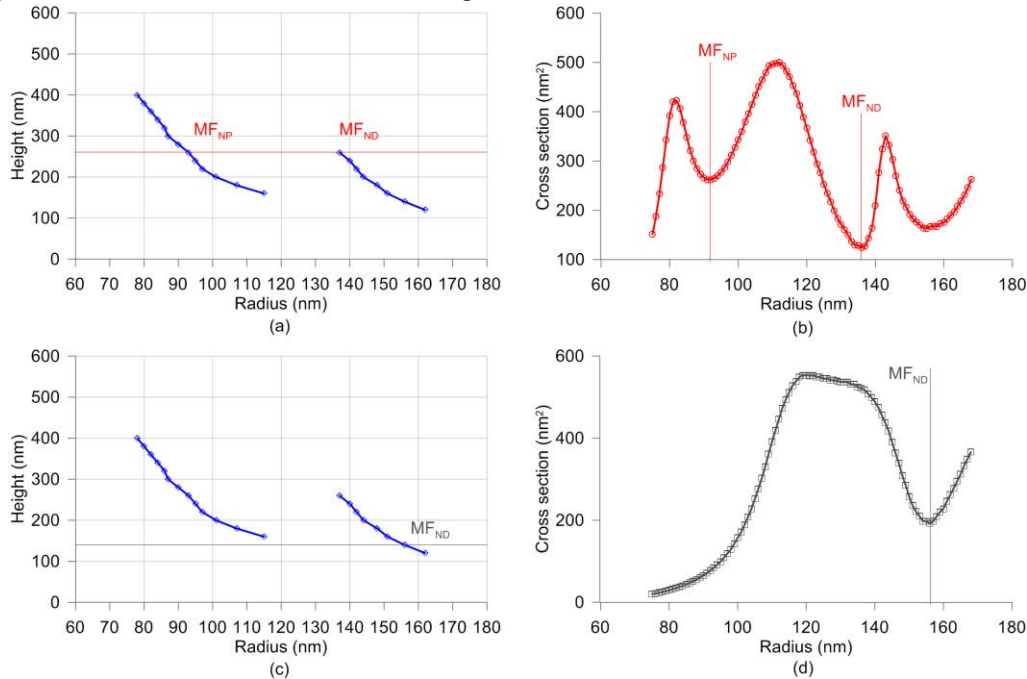 600
500
400
300
200
100
0
Height (nm)
MF_NP
MF_ND
60 70 80 90 100 110 120 130 140 150 160 170 180
Radius (nm)
(a)
600
500
400
300
200
100
Cross section (nm²)
MF_NP
MF_ND
60 80 100 120 140 160 180
Radius (nm)
(b)
600
500
400
300
200
100
0
Height (nm)
MF_ND
60 70 80 90 100 110 120 130 140 150 160 170 180
Radius (nm)
(c)
600
400
200
0
Cross section (nm²)
MF_ND
60 80 100 120 140 160 180
Radius (nm)
(d)